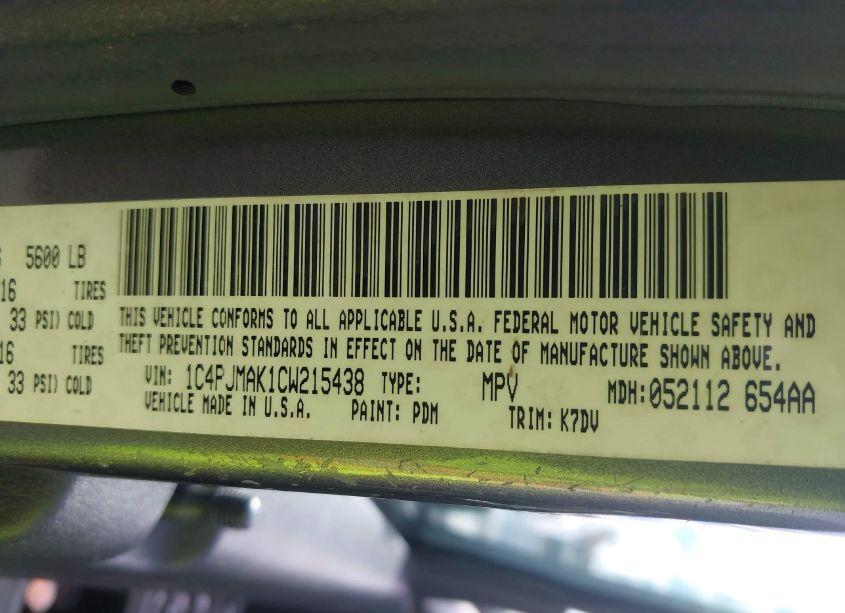 5600 LB
16 TIRES
33 PSI) COLD
16 TIRES
33 PSI) COLD
THIS VEHICLE CONFORMS TO ALL APPLICABLE U.S.A. FEDERAL MOTOR VEHICLE SAFETY AND
THEFT PREVENTION STANDARDS IN EFFECT ON THE DATE OF MANUFACTURE SHOWN ABOVE.
VIN: 1C4PJMAK1CW215438 TYPE: MPV MDH:052112 654AA
VEHICLE MADE IN U.S.A. PAINT: PDM TRIM: K7DV